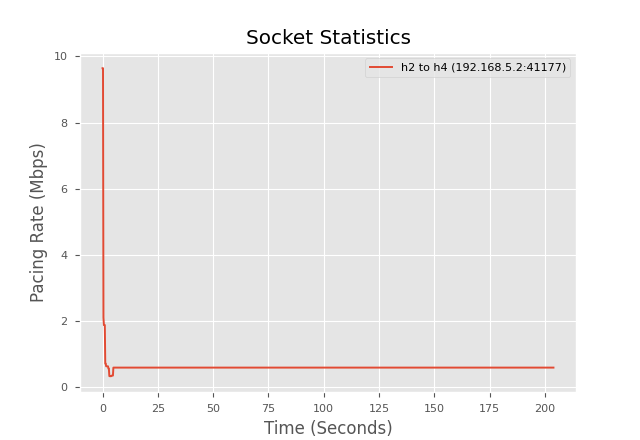 Socket Statistics
h2 to h4 (192.168.5.2:41177)
Pacing Rate (Mbps)
10
8
6
4
2
0
0 25 50 75 100 125 150 175 200
Time (Seconds)